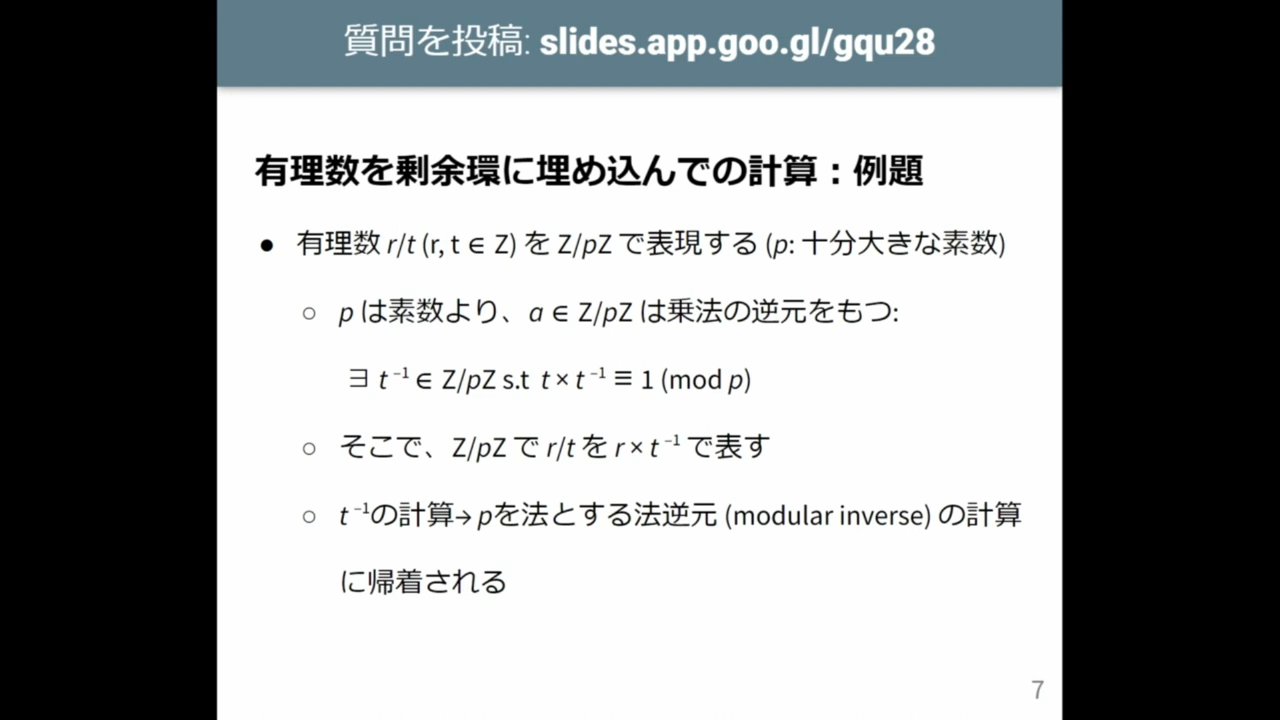 質問を投稿: slides.app.goo.gl/gqu28
有理数を剰余環に埋め込んでの計算：例題
● 有理数 r/t (r, t ∈ Z) を Z/pZ で表現する (p: 十分大きな素数)
○ p は素数より、a ∈ Z/pZ は乗法の逆元をもつ:
∃ t⁻¹ ∈ Z/pZ s.t t × t⁻¹ ≡ 1 (mod p)
○ そこで、Z/pZ で r/t を r × t⁻¹ で表す
○ t⁻¹の計算→ pを法とする法逆元 (modular inverse) の計算
に帰着される
7